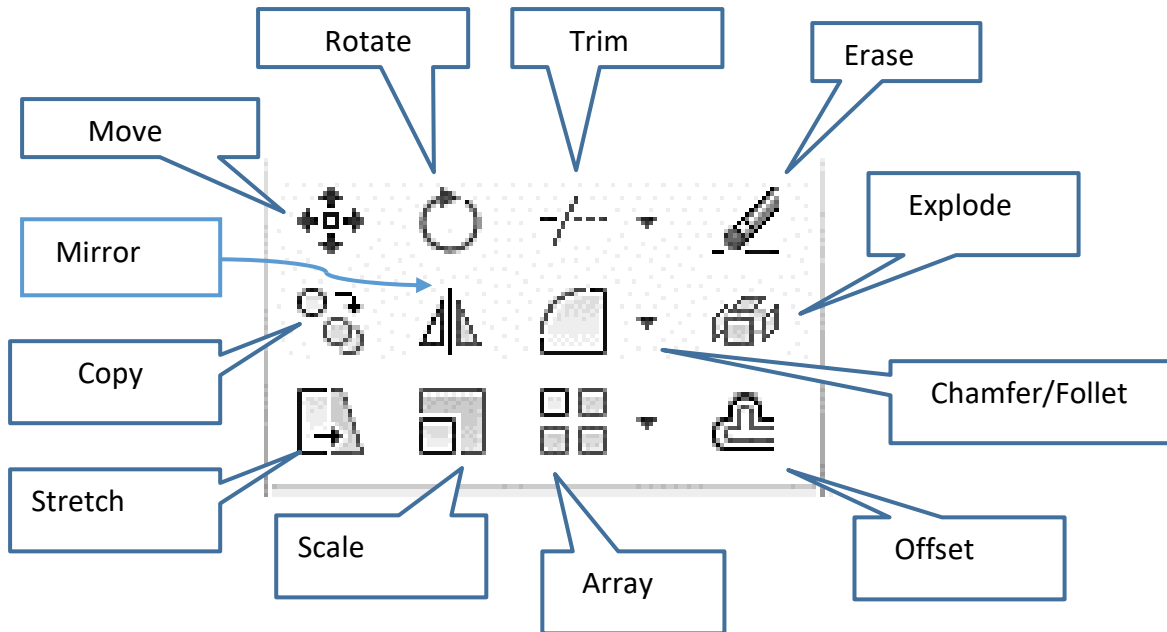 Rotate
Trim
Erase
Move
Explode
Mirror
Copy
Chamfer/Follet
Stretch
Scale
Offset
Array